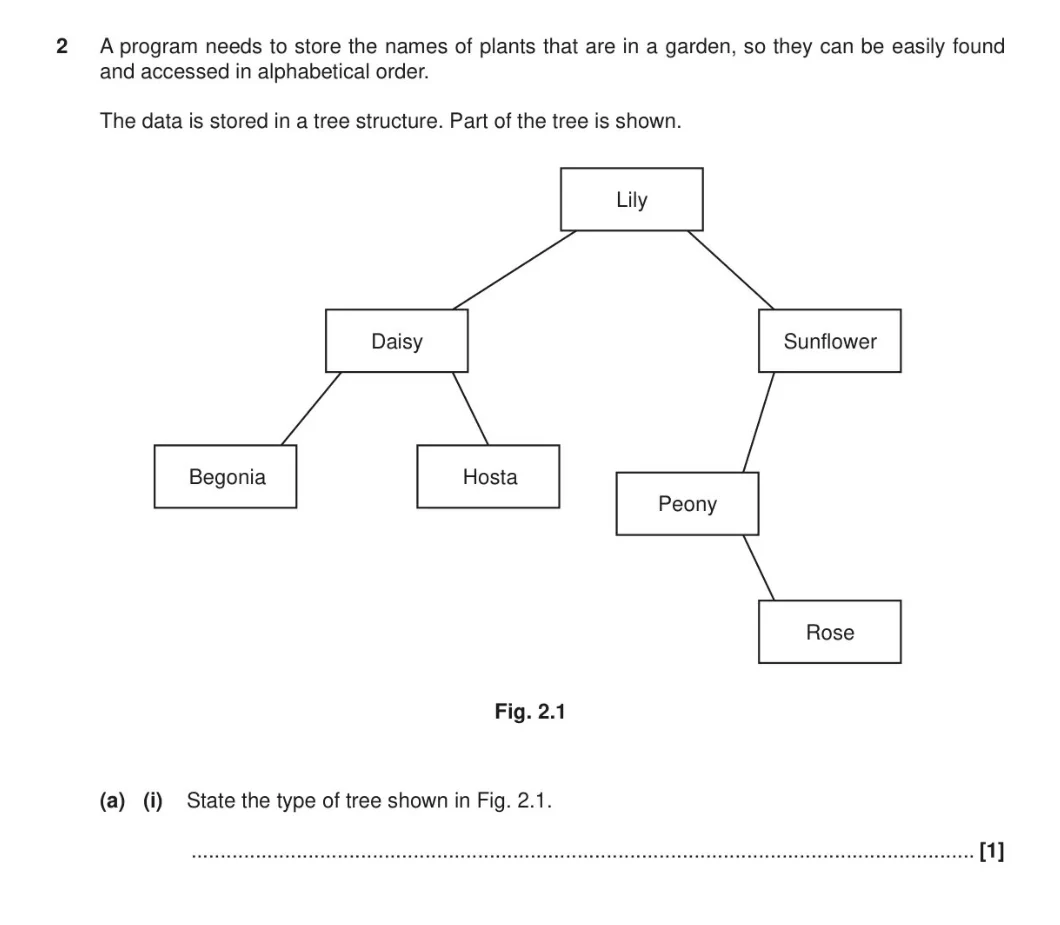 2 A program needs to store the names of plants that are in a garden, so they can be easily found
and accessed in alphabetical order.
The data is stored in a tree structure. Part of the tree is shown.
Lily
Daisy
Sunflower
Begonia
Hosta
Peony
Rose
Fig. 2.1
(a) (i) State the type of tree shown in Fig. 2.1.
.......................................................................................................................................... [1]